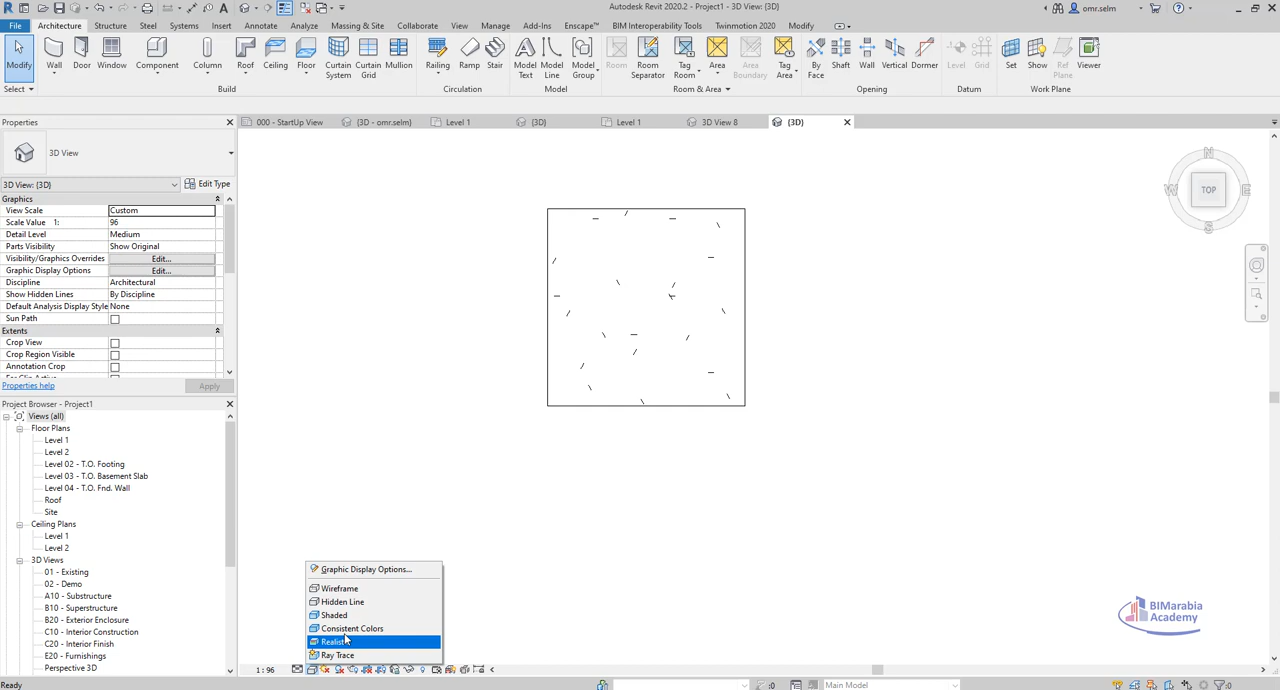 Autodesk Revit 2020.2 - Project1 - 3D View: {3D}
omr.selm
File Architecture Structure Steel Systems Insert Annotate Analyze Massing & Site Collaborate View Manage Add-Ins Enscape™ BIM Interoperability Tools Twinmotion 2020 Modify
Modify Wall Door Window Component Column Roof Ceiling Floor Curtain System Curtain Grid Mullion Railing Ramp Stair Model Text Model Line Model Group Room Room Separator Tag Room Area Area Boundary Tag Area By Face Shaft Wall Vertical Dormer Level Grid Set Show Ref Plane Viewer
Select Build Circulation Model Room & Area Opening Datum Work Plane
Properties
000 - StartUp View {3D - omr.selm} Level 1 {3D} Level 1 3D View 8 {3D}
3D View
3D View: {3D} Edit Type
Graphics
View Scale Custom
Scale Value 1: 96
Detail Level Medium
Parts Visibility Show Original
Visibility/Graphics Overrides Edit...
Graphic Display Options Edit...
Discipline Architectural
Show Hidden Lines By Discipline
Default Analysis Display Style None
Sun Path
Extents
Crop View
Crop Region Visible
Annotation Crop
Properties help Apply
Project Browser - Project1
Views (all)
Floor Plans
Level 1
Level 2
Level 02 - T.O. Footing
Level 03 - T.O. Basement Slab
Level 04 - T.O. Fnd. Wall
Roof
Site
Ceiling Plans
Level 1
Level 2
3D Views
01 - Existing
02 - Demo
A10 - Substructure
B10 - Superstructure
B20 - Exterior Enclosure
C10 - Interior Construction
C20 - Interior Finish
E20 - Furnishings
Perspective 3D
N
W TOP E
S
Graphic Display Options...
Wireframe
Hidden Line
Shaded
Consistent Colors
Ray Trace
BIMarabia
Academy
1 : 96
Ready
:0 Main Model :0